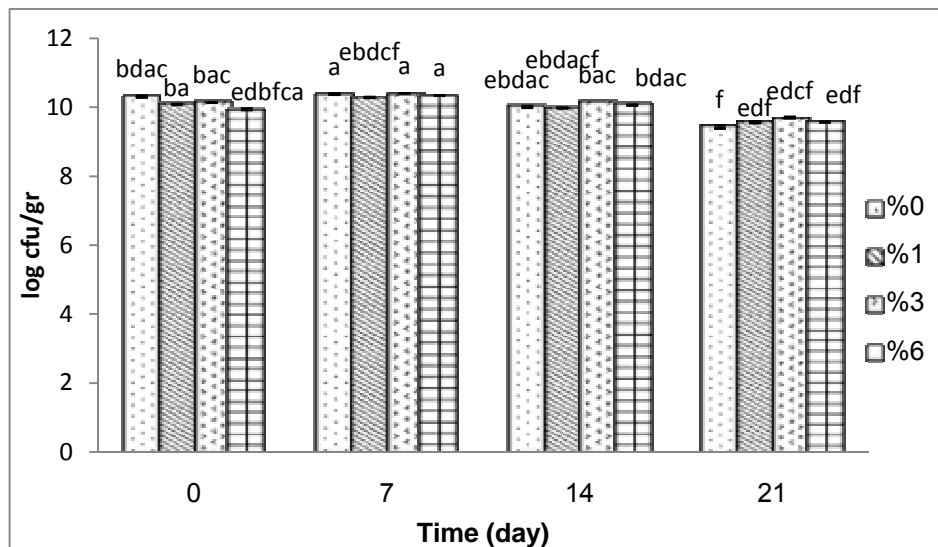 12
10
8
6
4
2
0
log cfu/gr
bdac
ba
bac
edbfca
a
ebdcf
a
a
ebdac
ebdacf
bac
bdac
f
edf
edcf
edf
0
7
14
21
Time (day)
%0
%1
%3
%6